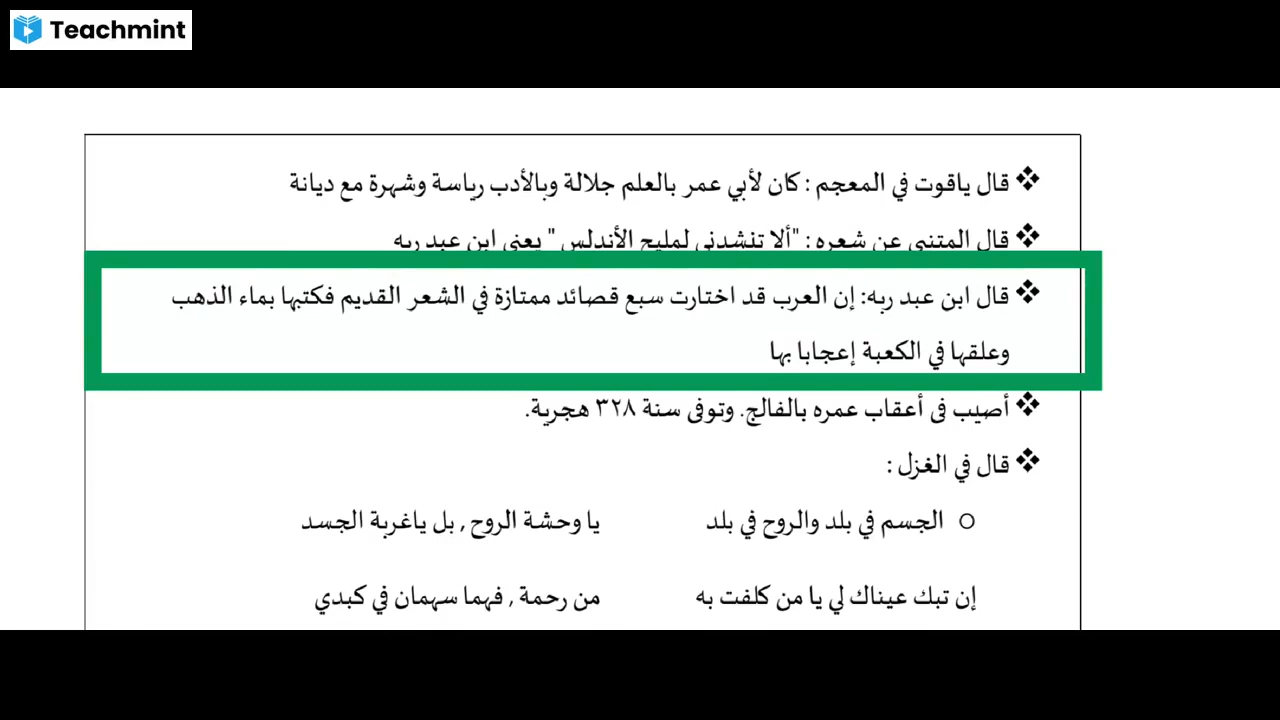 Teachmint
❖ قال ياقوت في المعجم : كان لأبي عمر بالعلم جلالة وبالأدب رياسة وشهرة مع ديانة
❖ قال المتنبي عن شعره : "ألا تنشدني لمليح الأندلس " يعني ابن عبد ربه
❖ قال ابن عبد ربه: إن العرب قد اختارت سبع قصائد ممتازة في الشعر القديم فكتبها بماء الذهب
وعلقها في الكعبة إعجابا بها
❖ أصيب في أعقاب عمره بالفالج. وتوفى سنة ٣٢٨ هجرية.
❖ قال في الغزل :
○ الجسم في بلد والروح في بلد يا وحشة الروح , بل ياغربة الجسد
إن تبك عيناك لي يا من كلفت به من رحمة , فهما سهمان في كبدي